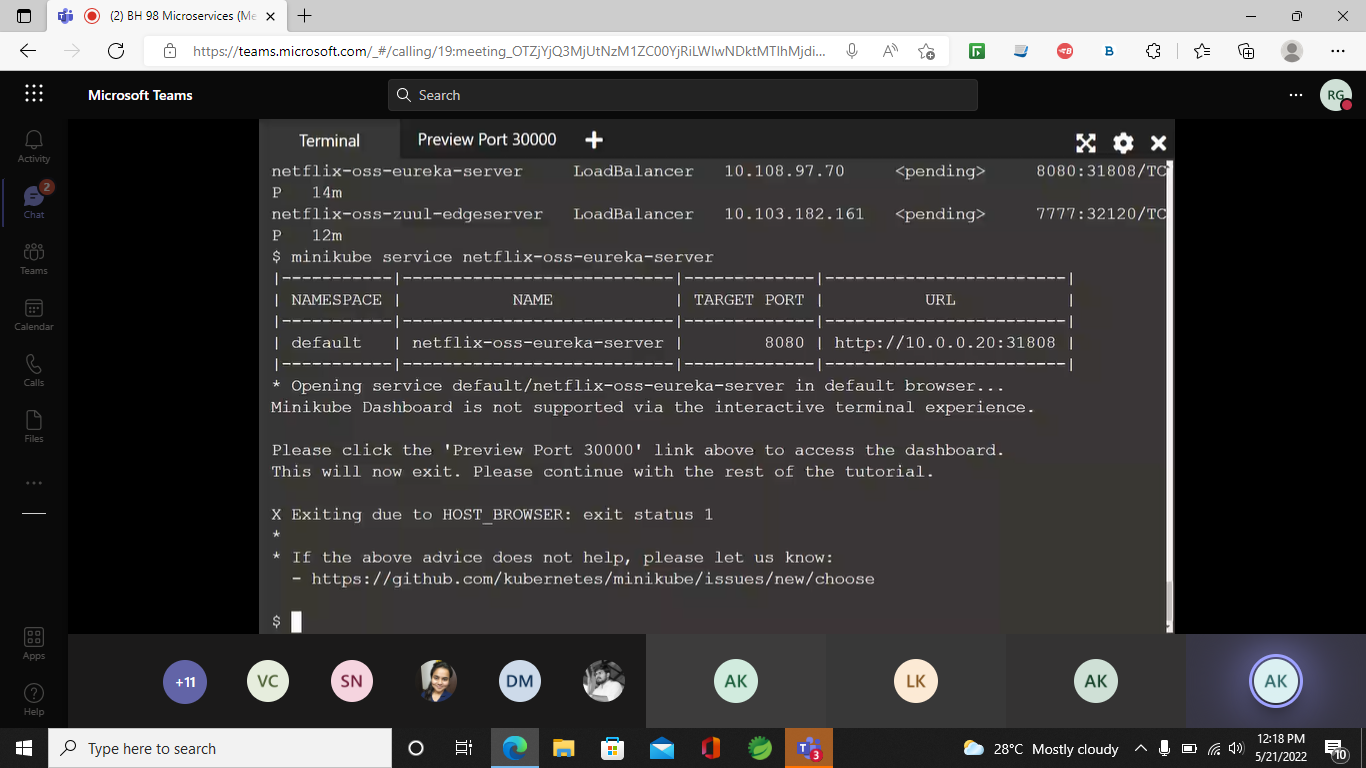 (2) BH 98 Microservices (Me
https://teams.microsoft.com/_#/calling/19:meeting_OTZjYjQ3MjUtNzM1ZC00YjRiLWIwNDktMTlhMjdi...
Microsoft Teams
Search
RG
Activity
2
Chat
Teams
Calendar
Calls
Files
Apps
Help
Terminal
Preview Port 30000
netflix-oss-eureka-server LoadBalancer 10.108.97.70 <pending> 8080:31808/TC
P 14m
netflix-oss-zuul-edgeserver LoadBalancer 10.103.182.161 <pending> 7777:32120/TC
P 12m
$ minikube service netflix-oss-eureka-server
|-----------|---------------------------|-------------|------------------------|
| NAMESPACE | NAME | TARGET PORT | URL |
|-----------|---------------------------|-------------|------------------------|
| default | netflix-oss-eureka-server | 8080 | http://10.0.0.20:31808 |
|-----------|---------------------------|-------------|------------------------|
* Opening service default/netflix-oss-eureka-server in default browser...
Minikube Dashboard is not supported via the interactive terminal experience.
Please click the 'Preview Port 30000' link above to access the dashboard.
This will now exit. Please continue with the rest of the tutorial.
X Exiting due to HOST_BROWSER: exit status 1
*
* If the above advice does not help, please let us know:
- https://github.com/kubernetes/minikube/issues/new/choose
$
+11
VC
SN
DM
AK
LK
AK
AK
Type here to search
3
28°C Mostly cloudy
12:18 PM
5/21/2022
10